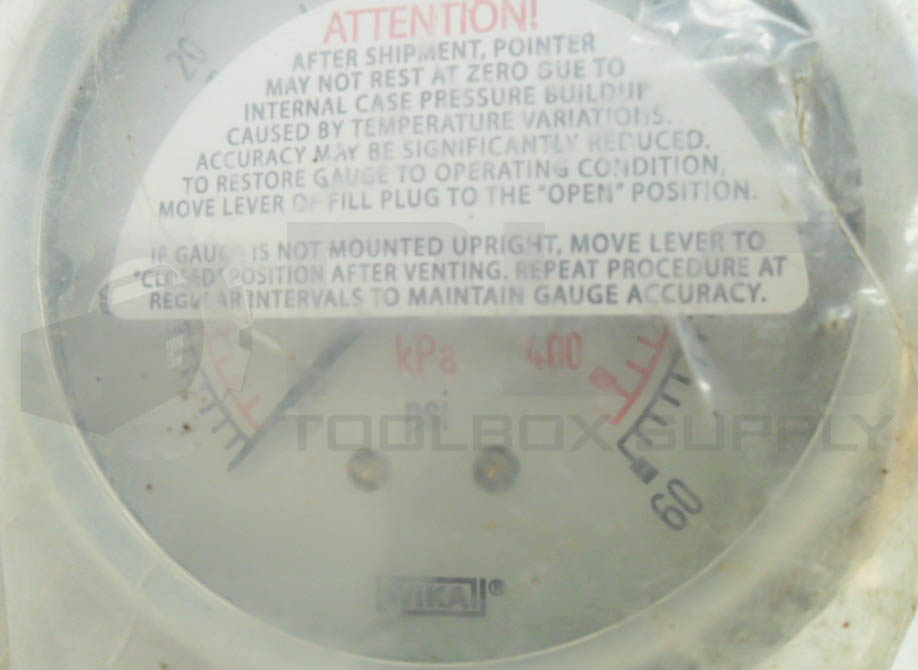 ATTENTION!
20
AFTER SHIPMENT, POINTER
MAY NOT REST AT ZERO DUE TO
INTERNAL CASE PRESSURE BUILDUP
CAUSED BY TEMPERATURE VARIATIONS.
ACCURACY MAY BE SIGNIFICANTLY REDUCED.
TO RESTORE GAUGE TO OPERATING CONDITION,
MOVE LEVER OF FILL PLUG TO THE "OPEN" POSITION.
IF GAUGE IS NOT MOUNTED UPRIGHT, MOVE LEVER TO
"CLOSED" POSITION AFTER VENTING. REPEAT PROCEDURE AT
REGULAR INTERVALS TO MAINTAIN GAUGE ACCURACY.
kPa 400
psi
TOOLBOX SUPPLY
60
WIKA®